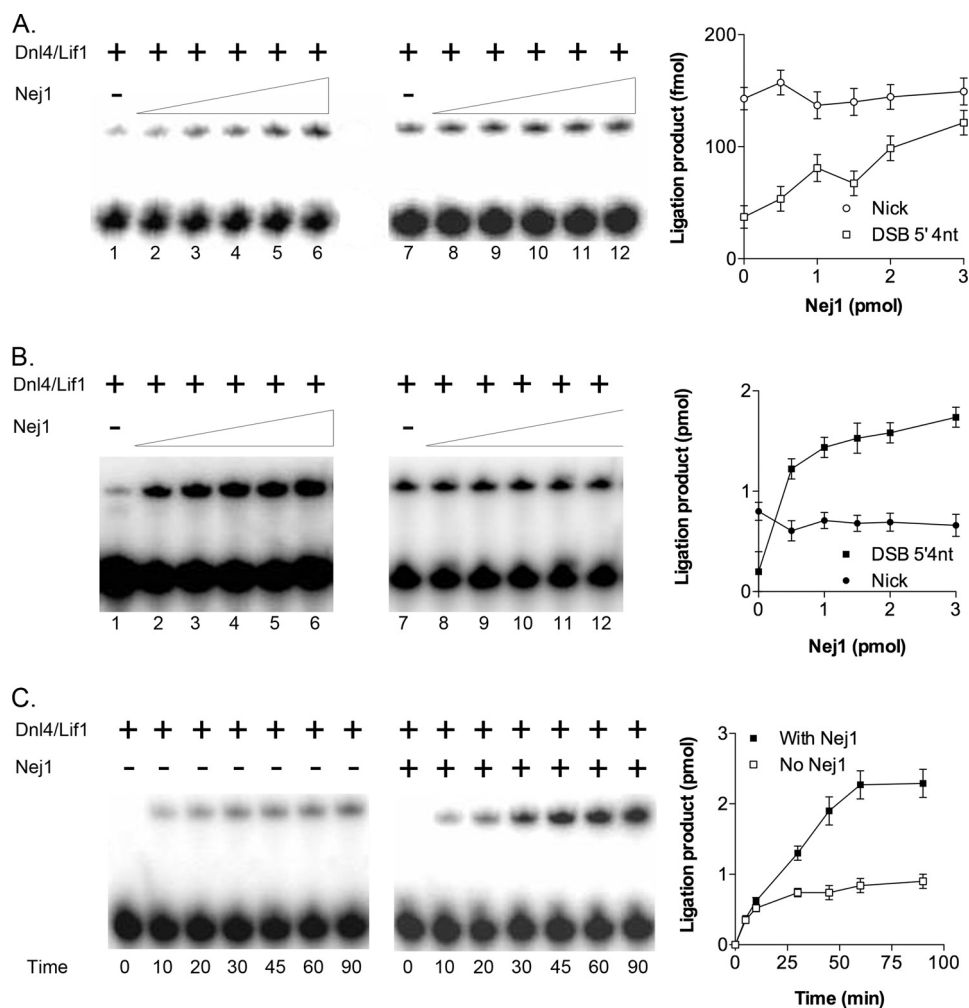 A.
Dnl4/Lif1 + + + + + + + + + + + +
Nej1 - -
1 2 3 4 5 6 7 8 9 10 11 12
Ligation product (fmol)
200
100
0
Nick
DSB 5' 4nt
0 1 2 3
Nej1 (pmol)
B.
Dnl4/Lif1 + + + + + + + + + + + +
Nej1 - -
1 2 3 4 5 6 7 8 9 10 11 12
Ligation product (pmol)
2
1
0
DSB 5'4nt
Nick
0 1 2 3
Nej1 (pmol)
C.
Dnl4/Lif1 + + + + + + + + + + + + + +
Nej1 - - - - - - - + + + + + + +
Time 0 10 20 30 45 60 90 0 10 20 30 45 60 90
Ligation product (pmol)
3
2
1
0
With Nej1
No Nej1
0 25 50 75 100
Time (min)